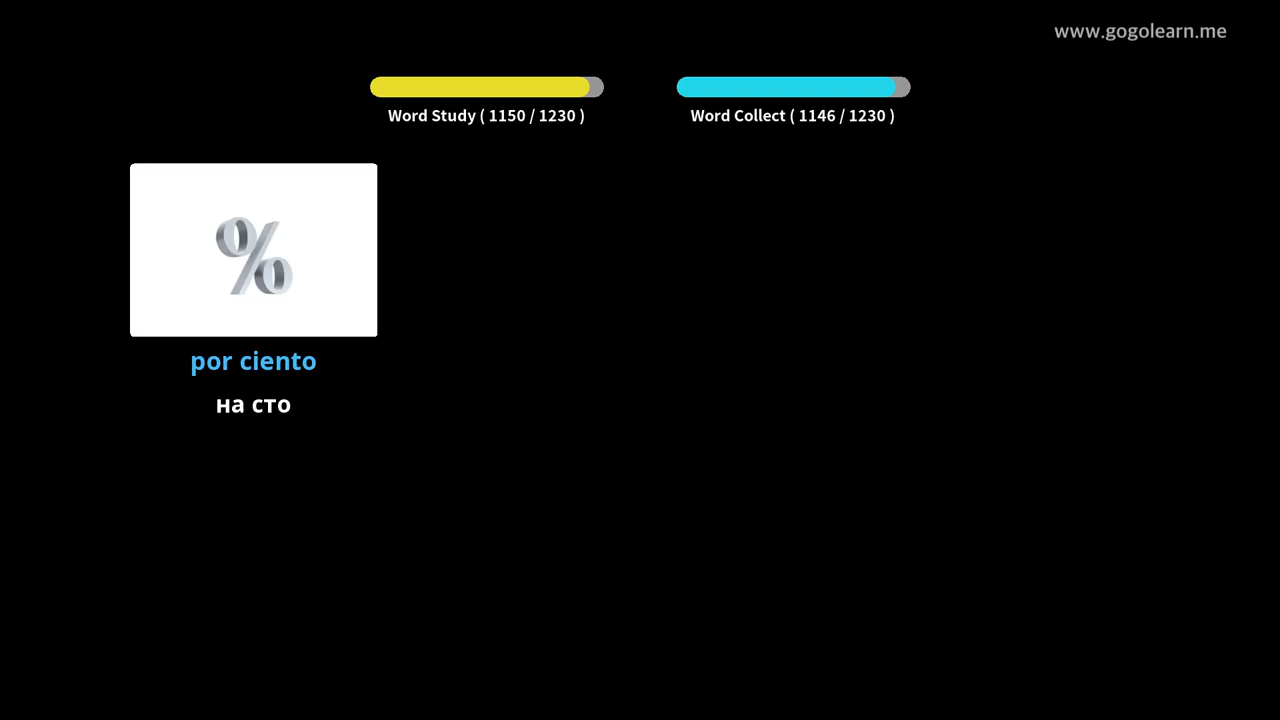 www.gogolearn.me
Word Study ( 1150 / 1230 )
Word Collect ( 1146 / 1230 )
%
por ciento
на сто